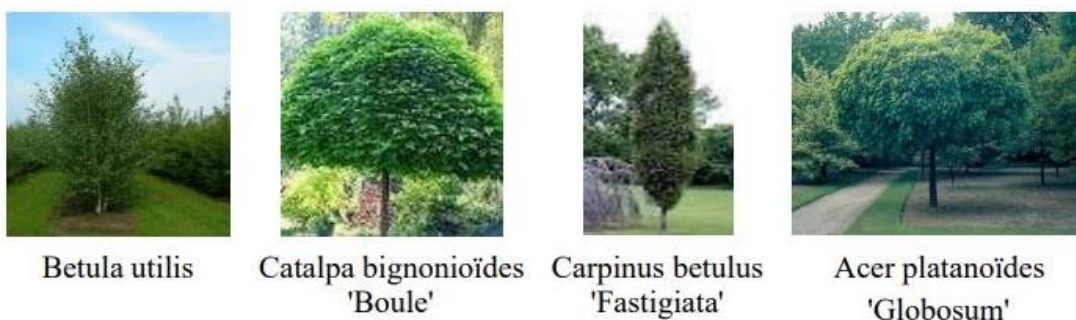 Betula utilis
Catalpa bignonioïdes
'Boule'
Carpinus betulus
'Fastigiata'
Acer platanoïdes
'Globosum'